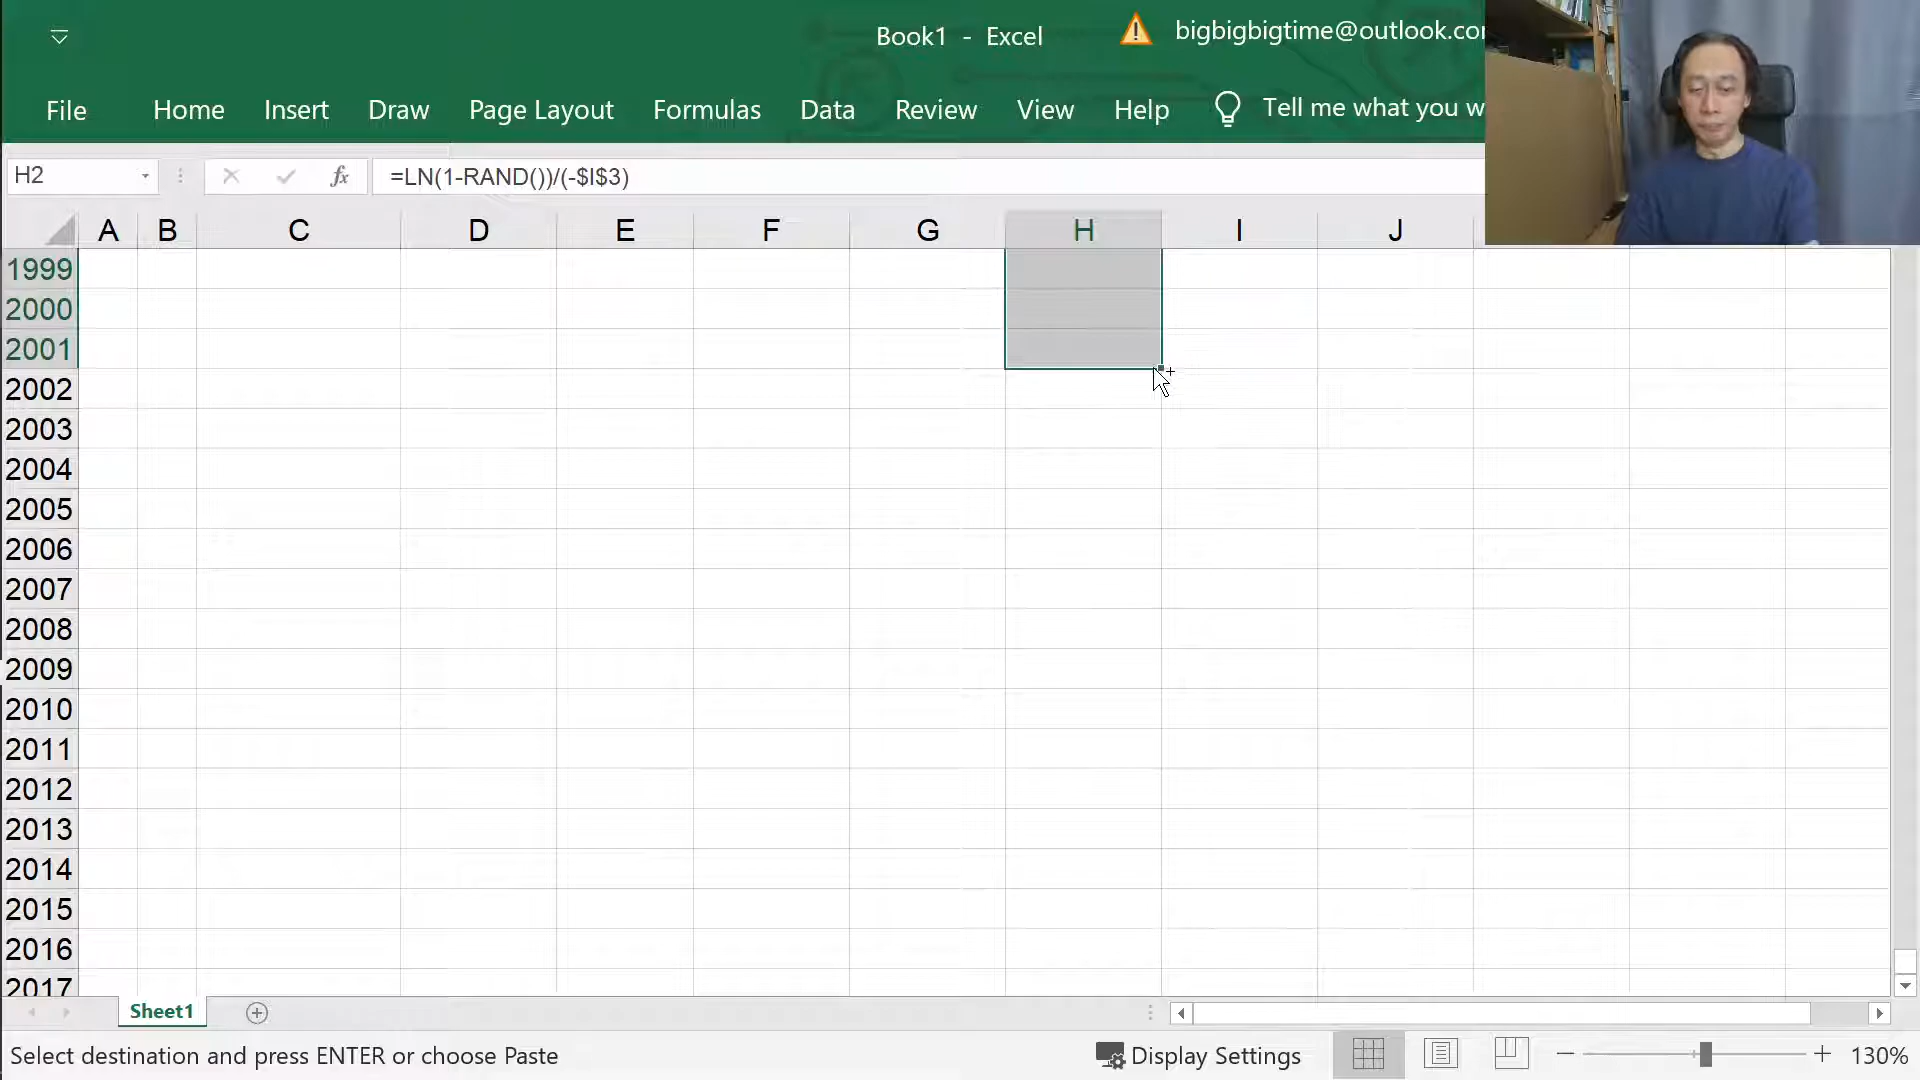 Book1 - Excel
bigbigbigtime@outlook.co
File Home Insert Draw Page Layout Formulas Data Review View Help Tell me what you w
H2
fx =LN(1-RAND())/(-$I$3)
A B C D E F G H I J
1999
2000
2001
2002
2003
2004
2005
2006
2007
2008
2009
2010
2011
2012
2013
2014
2015
2016
2017
Sheet1
Select destination and press ENTER or choose Paste
Display Settings
130%